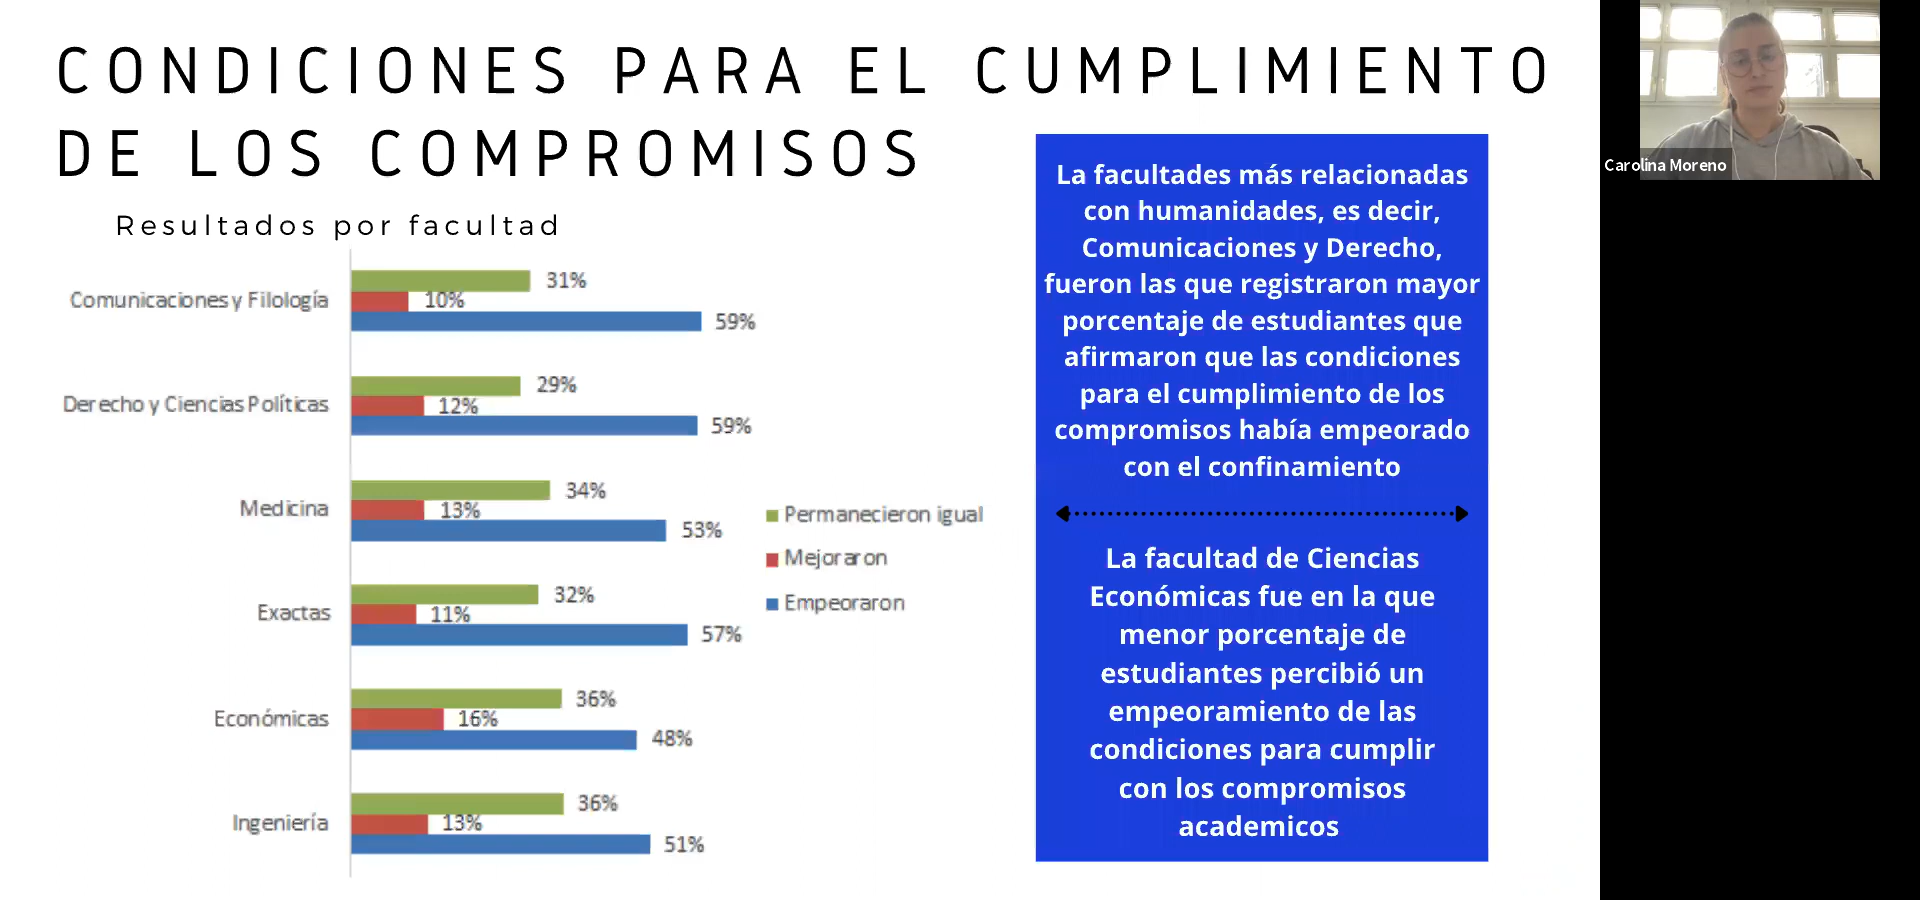 CONDICIONES PARA EL CUMPLIMIENTO
DE LOS COMPROMISOS
Resultados por facultad
Comunicaciones y Filología
31%
10%
59%
Derecho y Ciencias Políticas
29%
12%
59%
Medicina
34%
13%
53%
Exactas
32%
11%
57%
Económicas
36%
16%
48%
Ingeniería
36%
13%
51%
Permanecieron igual
Mejoraron
Empeoraron
La facultades más relacionadas
con humanidades, es decir,
Comunicaciones y Derecho,
fueron las que registraron mayor
porcentaje de estudiantes que
afirmaron que las condiciones
para el cumplimiento de los
compromisos había empeorado
con el confinamiento
La facultad de Ciencias
Económicas fue en la que
menor porcentaje de
estudiantes percibió un
empeoramiento de las
condiciones para cumplir
con los compromisos
academicos
Carolina Moreno